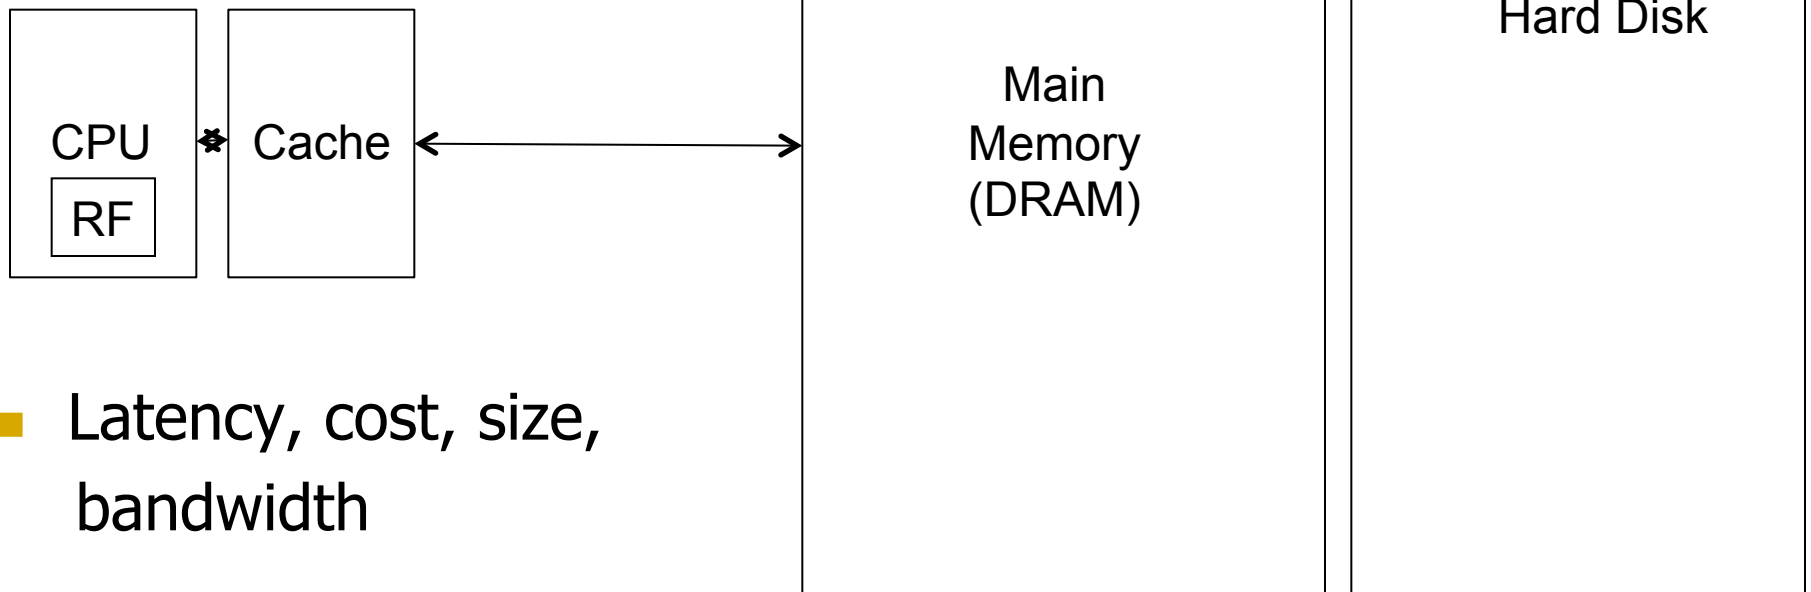 CPU
RF
Cache
Main
Memory
(DRAM)
Hard Disk
Latency, cost, size,
bandwidth